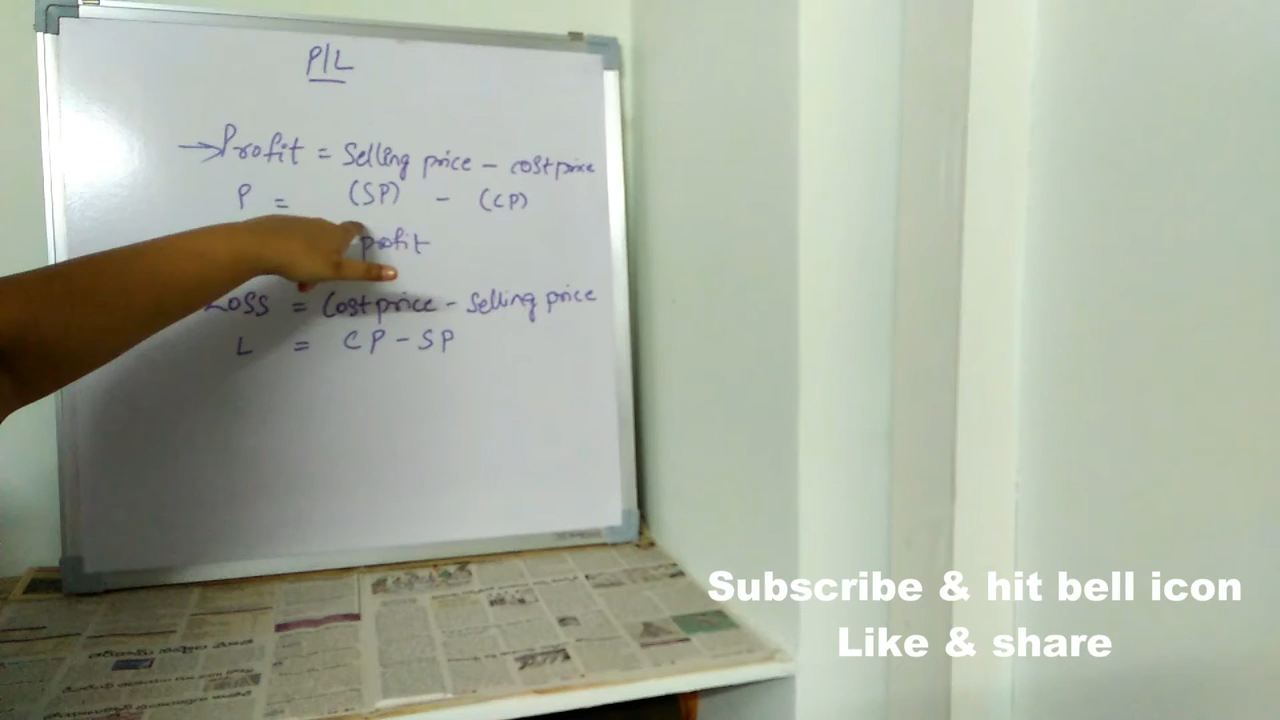 P/L
→Profit = Selling price - cost price
P = (SP) - (CP)
profit
Loss = Cost price - Selling price
L = CP - SP
Subscribe & hit bell icon
Like & share